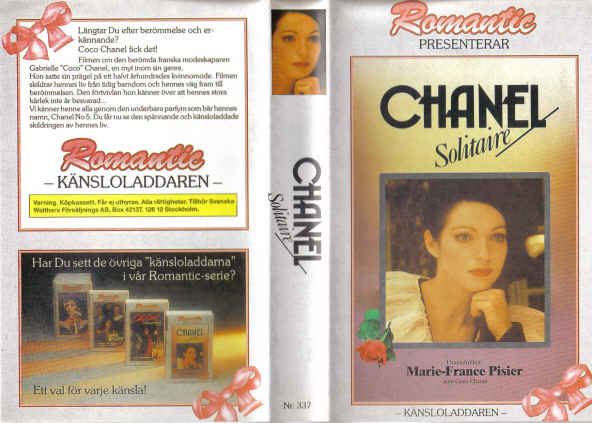 Längtar Du efter berömmelse och er-
kännande?
Coco Chanel fick det!
Filmen om den berömda franska modeskaparen
Gabrielle "Coco" Chanel, en myt inom sin genre.
Hon satte sin prägel på ett halvt århundrades kvinnomode. Filmen
skildrar hennes liv från tidig barndom och hennes väg fram till
berömmelsen. Den förtvivlan hon känner över att hennes stora
kärlek inte är besvarad...
Vi känner henne alla genom den underbara parfym som bär hennes
namn, Chanel No 5. Du får nu se den spännande och känsloladdade
skildringen av hennes liv.
Romantic
– KÄNSLOLADDAREN –
Varning. Köpkassett. Får ej uthyras. Alla rättigheter. Tillhör Svenska
Walthers Försäljnings AB, Box 42137, 126 12 Stockholm.
Har Du sett de övriga "känsloladdarna"
i vår Romantic-serie?
CHANEL
Ett val för varje känsla!
CHANEL
Solitaire
Nr. 337
Romantic
PRESENTERAR
CHANEL
Solitaire
Marie-France Pisier
som Coco Chanel
– KÄNSLOLADDAREN –